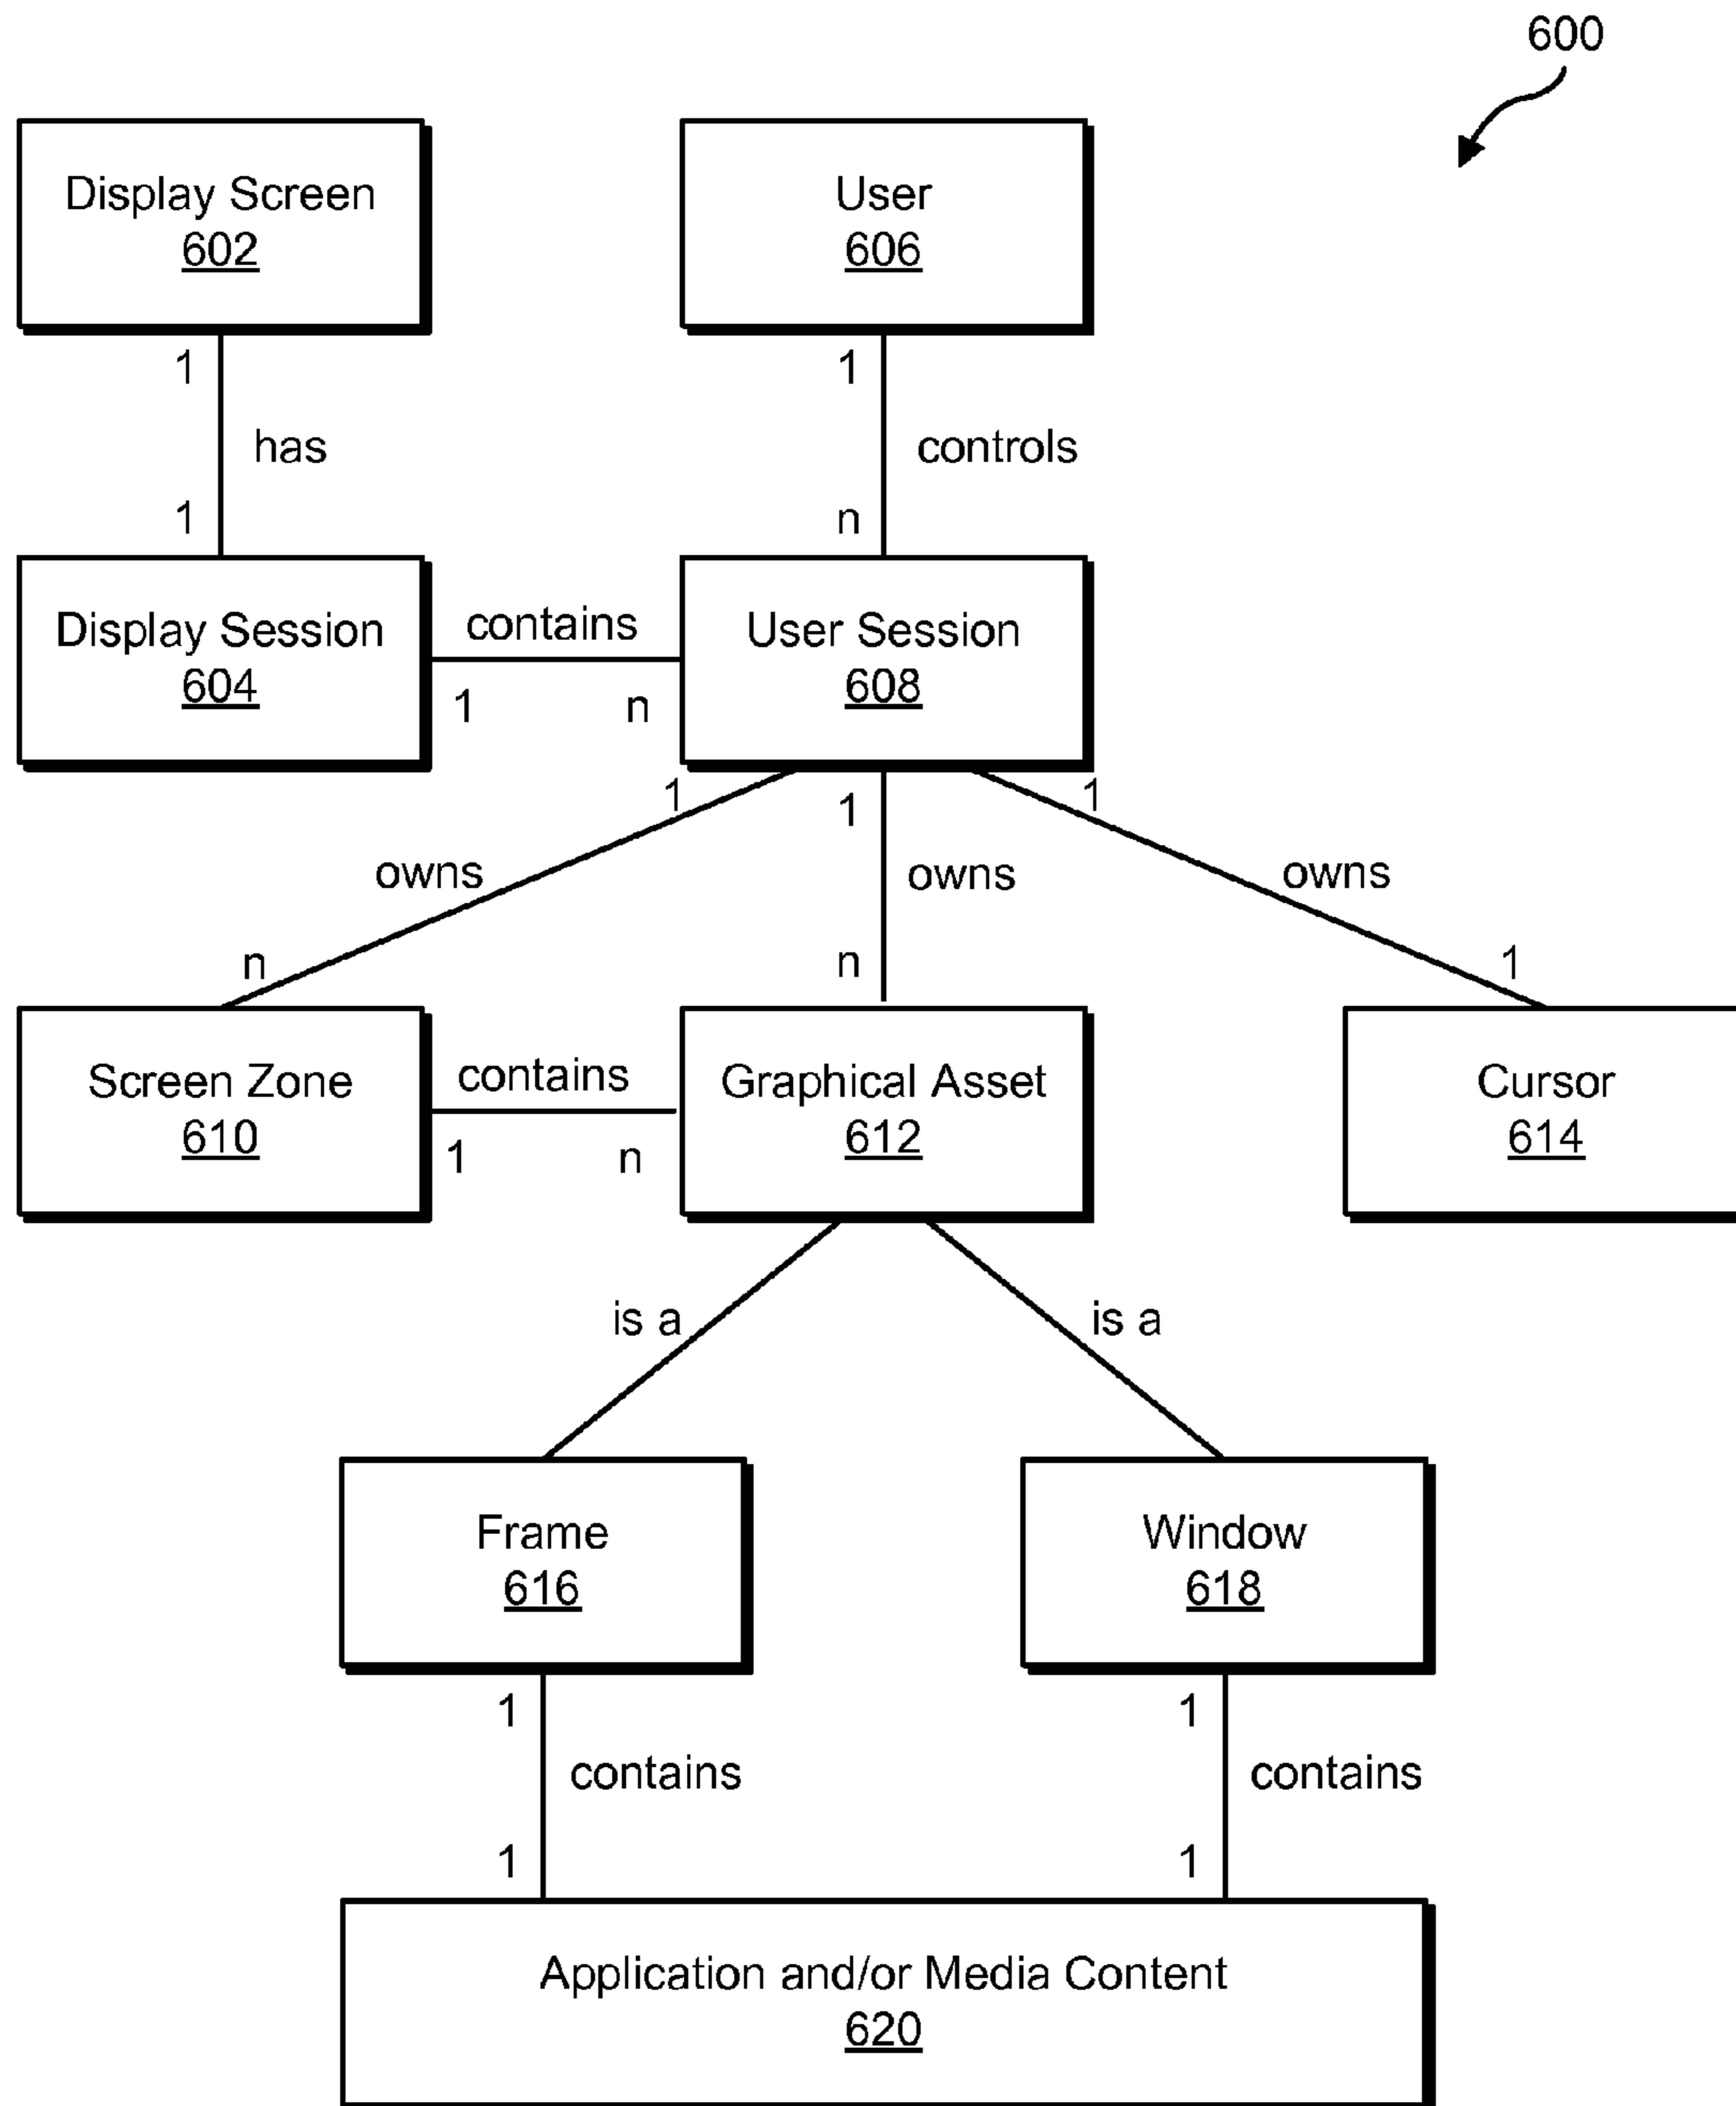 600
Display Screen
602
User
606
1
1
has
controls
1
n
Display Session
604
contains
1
n
User Session
608
1
1
1
owns
owns
owns
n
n
1
Screen Zone
610
contains
1
n
Graphical Asset
612
Cursor
614
is a
is a
Frame
616
Window
618
1
1
contains
contains
1
1
Application and/or Media Content
620